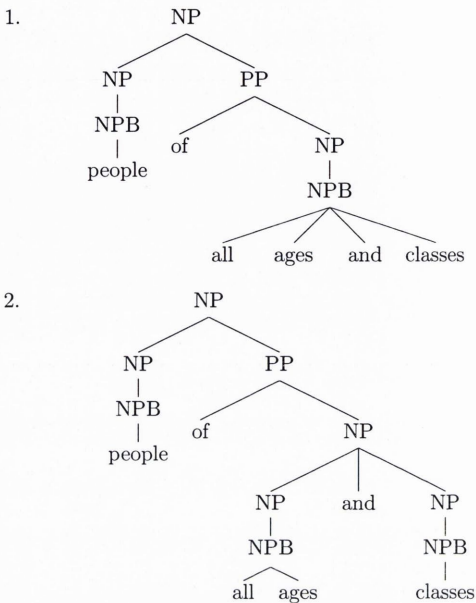 1.
NP
NP PP
NPB
of NP
people
NPB
all ages and classes
2.
NP
NP PP
NPB
of NP
people
NP and NP
NPB NPB
all ages classes